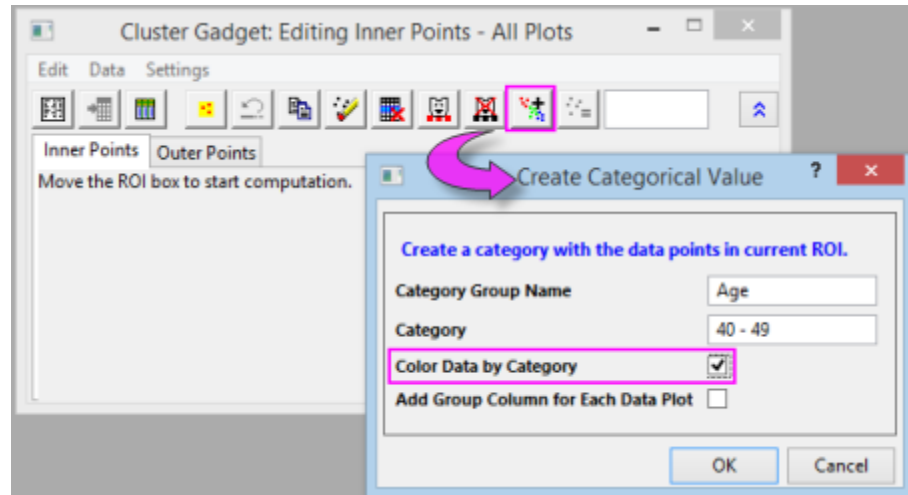 Cluster Gadget: Editing Inner Points - All Plots
Edit Data Settings
Inner Points Outer Points
Move the ROI box to start computation.
Create Categorical Value
Create a category with the data points in current ROI.
Category Group Name Age
Category 40 - 49
Color Data by Category
Add Group Column for Each Data Plot
OK Cancel